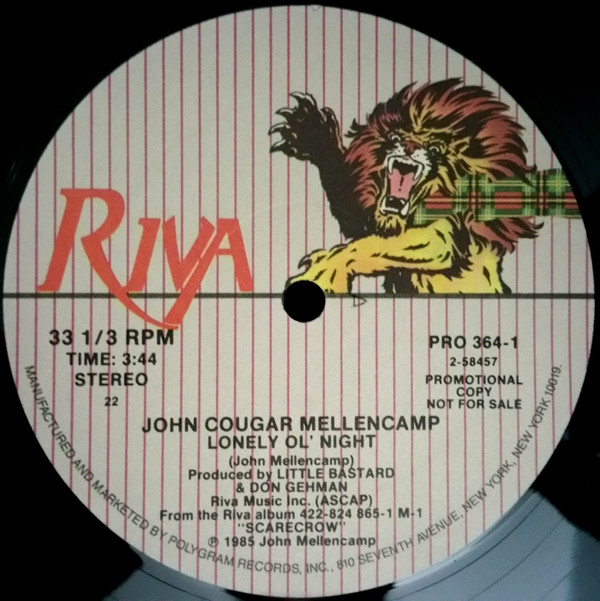 RIVA
33 1/3 RPM
TIME: 3:44
STEREO
22
PRO 364-1
2-58457
PROMOTIONAL
COPY
NOT FOR SALE
JOHN COUGAR MELLENCAMP
LONELY OL' NIGHT
(John Mellencamp)
Produced by LITTLE BASTARD
& DON GEHMAN
Riva Music Inc. (ASCAP)
From the Riva album 422-824 865-1 M-1
"SCARECROW"
℗ 1985 John Mellencamp
MANUFACTURED AND MARKETED BY POLYGRAM RECORDS, INC., 810 SEVENTH AVENUE, NEW YORK, NEW YORK 10019.